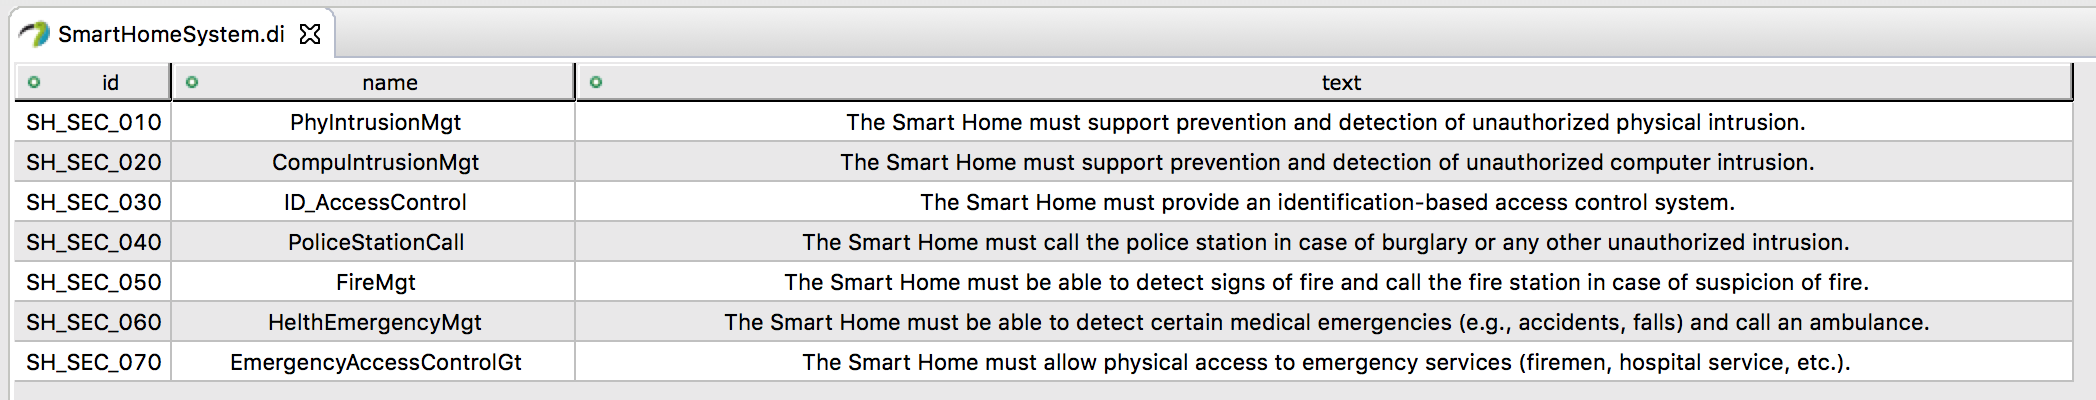 SmartHomeSystem.di
id name text
SH_SEC_010 PhyIntrusionMgt The Smart Home must support prevention and detection of unauthorized physical intrusion.
SH_SEC_020 CompuIntrusionMgt The Smart Home must support prevention and detection of unauthorized computer intrusion.
SH_SEC_030 ID_AccessControl The Smart Home must provide an identification-based access control system.
SH_SEC_040 PoliceStationCall The Smart Home must call the police station in case of burglary or any other unauthorized intrusion.
SH_SEC_050 FireMgt The Smart Home must be able to detect signs of fire and call the fire station in case of suspicion of fire.
SH_SEC_060 HelthEmergencyMgt The Smart Home must be able to detect certain medical emergencies (e.g., accidents, falls) and call an ambulance.
SH_SEC_070 EmergencyAccessControlGt The Smart Home must allow physical access to emergency services (firemen, hospital service, etc.).